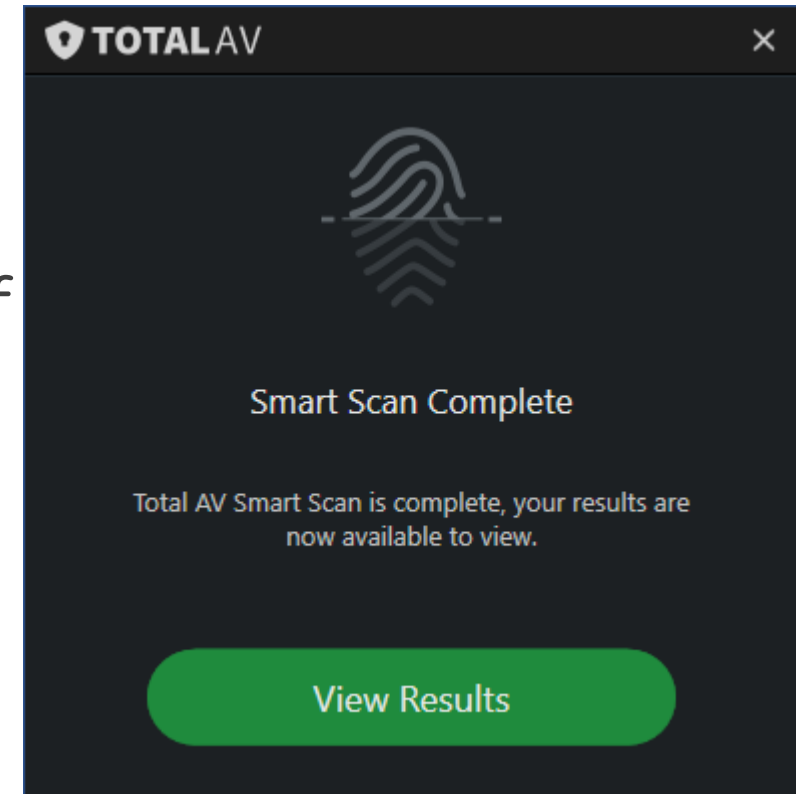 TOTAL AV
Smart Scan Complete
Total AV Smart Scan is complete, your results are
now available to view.
View Results